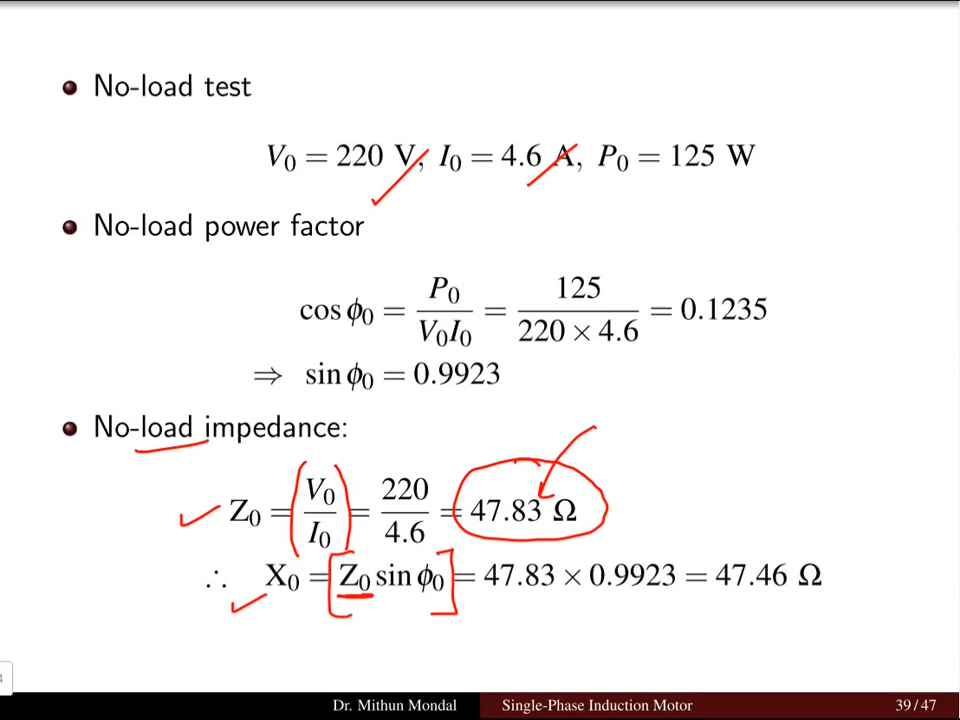 No-load test
V₀ = 220 V, I₀ = 4.6 A, P₀ = 125 W
No-load power factor
cos ϕ₀ = P₀ / V₀I₀ = 125 / 220 × 4.6 = 0.1235
⇒ sin ϕ₀ = 0.9923
No-load impedance:
Z₀ = V₀ / I₀ = 220 / 4.6 = 47.83 Ω
∴ X₀ = Z₀ sin ϕ₀ = 47.83 × 0.9923 = 47.46 Ω
4
Dr. Mithun Mondal Single-Phase Induction Motor 39 / 47